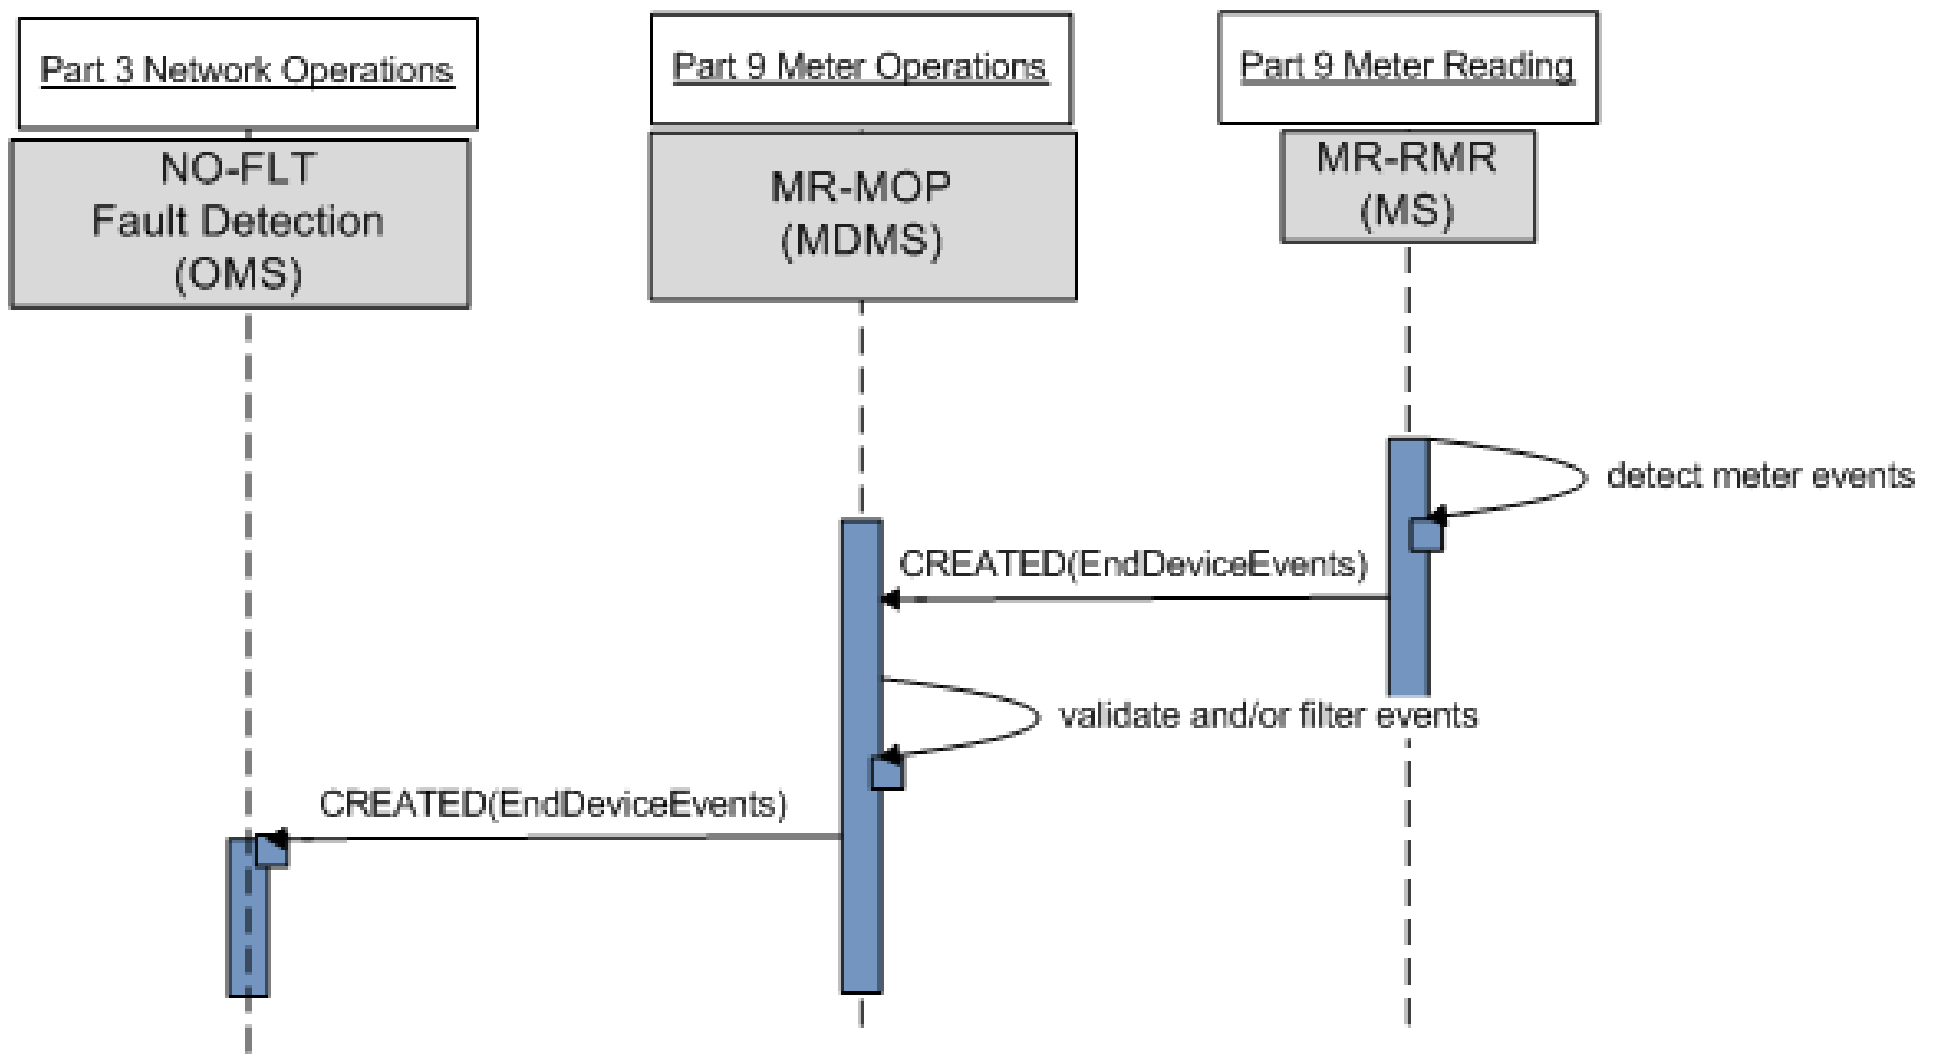 Part 3 Network Operations
Part 9 Meter Operations
Part 9 Meter Reading
NO-FLT
Fault Detection
(OMS)
MR-MOP
(MDMS)
MR-RMR
(MS)
detect meter events
CREATED(EndDeviceEvents)
validate and/or filter events
CREATED(EndDeviceEvents)